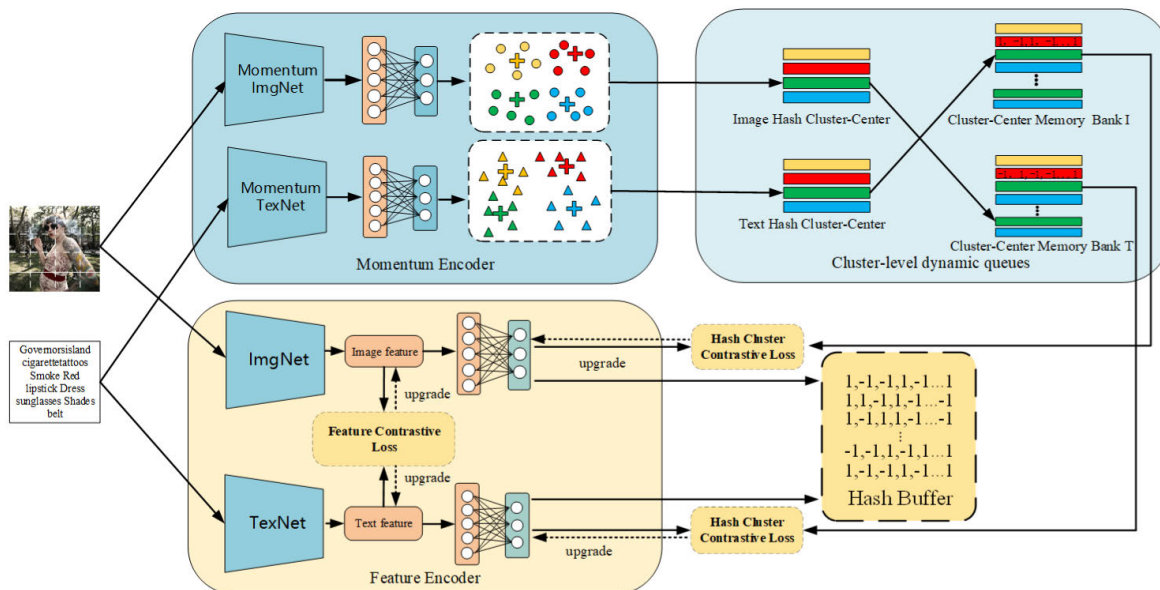 Momentum
ImgNet
Momentum
TexNet
Momentum Encoder
Image Hash Cluster-Center
Text Hash Cluster-Center
Cluster-Center Memory Bank I
Cluster-Center Memory Bank T
Cluster-level dynamic queues
Governorsisland
cigarettetattoos
Smoke Red
lipstick Dress
sunglasses Shades
belt
ImgNet
Image feature
upgrade
Feature Contrastive
Loss
upgrade
TexNet
Text feature
Feature Encoder
upgrade
Hash Cluster
Contrastive Loss
upgrade
Hash Cluster
Contrastive Loss
1,-1,-1,1,-1...1
1,1,-1,1,-1...-1
1,-1,1,1,-1...-1
-1,-1,1,-1,1...1
1,-1,-1,1,-1...1
Hash Buffer